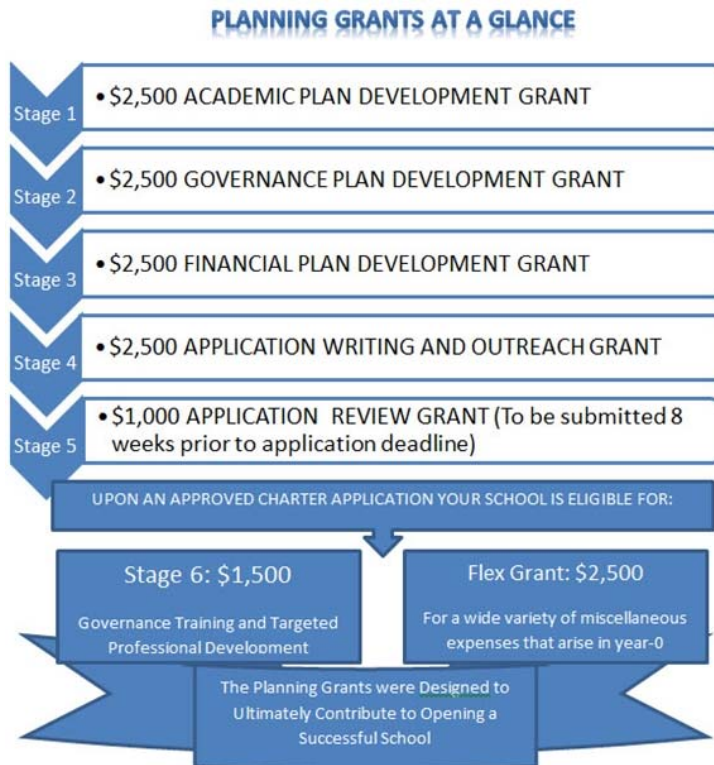 PLANNING GRANTS AT A GLANCE
Stage 1
• $2,500 ACADEMIC PLAN DEVELOPMENT GRANT
Stage 2
• $2,500 GOVERNANCE PLAN DEVELOPMENT GRANT
Stage 3
• $2,500 FINANCIAL PLAN DEVELOPMENT GRANT
Stage 4
• $2,500 APPLICATION WRITING AND OUTREACH GRANT
Stage 5
• $1,000 APPLICATION REVIEW GRANT (To be submitted 8
weeks prior to application deadline)
UPON AN APPROVED CHARTER APPLICATION YOUR SCHOOL IS ELIGIBLE FOR:
Stage 6: $1,500
Governance Training and Targeted
Professional Development
Flex Grant: $2,500
For a wide variety of miscellaneous
expenses that arise in year-0
The Planning Grants were Designed to
Ultimately Contribute to Opening a
Successful School